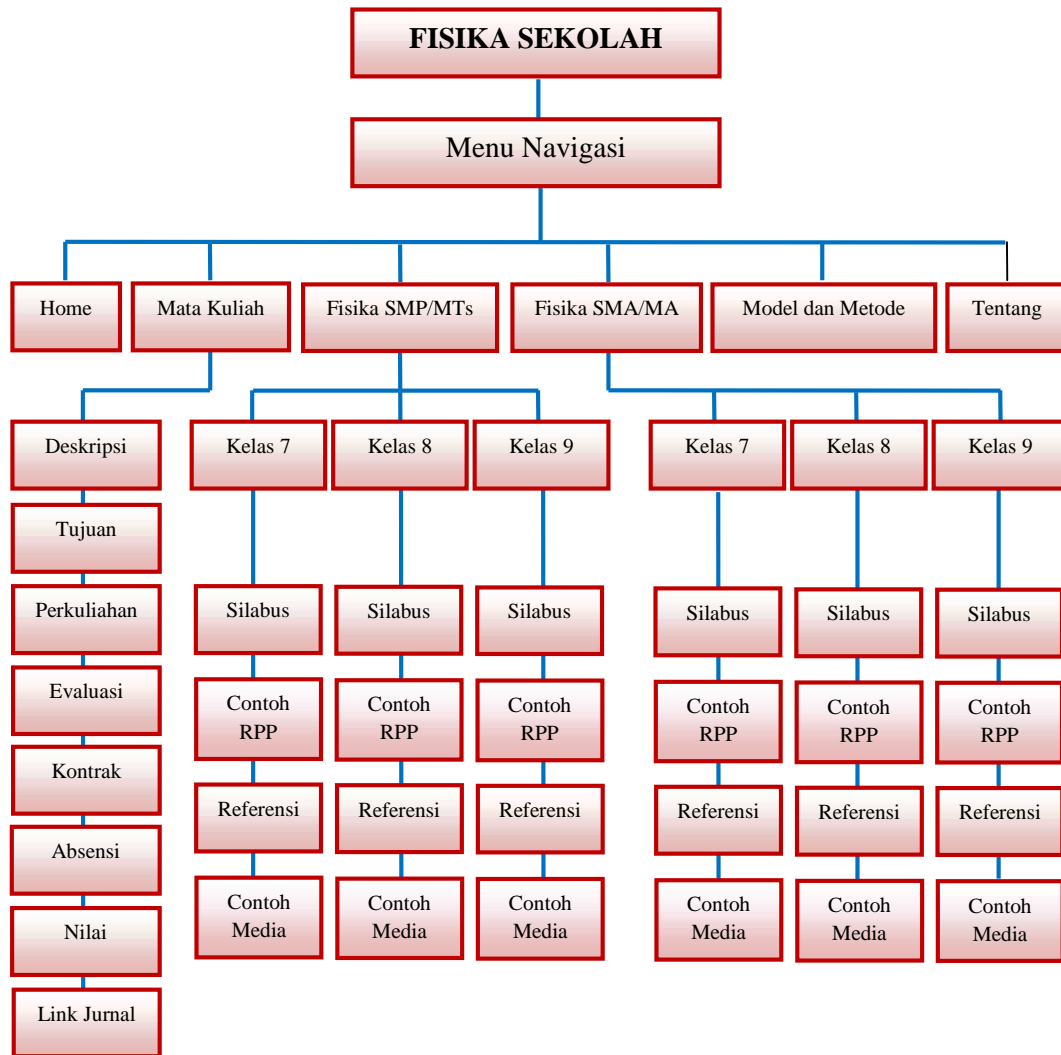 FISIKA SEKOLAH
Menu Navigasi
Home
Mata Kuliah
Fisika SMP/MTs
Fisika SMA/MA
Model dan Metode
Tentang
Deskripsi
Tujuan
Perkuliahan
Evaluasi
Kontrak
Absensi
Nilai
Link Jurnal
Kelas 7
Silabus
Contoh
RPP
Referensi
Contoh
Media
Kelas 8
Silabus
Contoh
RPP
Referensi
Contoh
Media
Kelas 9
Silabus
Contoh
RPP
Referensi
Contoh
Media
Kelas 7
Silabus
Contoh
RPP
Referensi
Contoh
Media
Kelas 8
Silabus
Contoh
RPP
Referensi
Contoh
Media
Kelas 9
Silabus
Contoh
RPP
Referensi
Contoh
Media